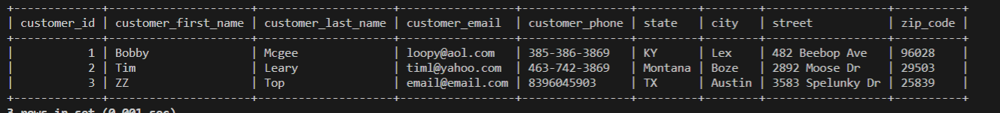 +-------------+---------------------+--------------------+-----------------+----------------+---------+--------+------------------+----------+
| customer_id | customer_first_name | customer_last_name | customer_email  | customer_phone | state   | city   | street           | zip_code |
+-------------+---------------------+--------------------+-----------------+----------------+---------+--------+------------------+----------+
|           1 | Bobby               | Mcgee              | loopy@aol.com   | 385-386-3869   | KY      | Lex    | 482 Beebop Ave   | 96028    |
|           2 | Tim                 | Leary              | timl@yahoo.com  | 463-742-3869   | Montana | Boze   | 2892 Moose Dr    | 29503    |
|           3 | ZZ                  | Top                | email@email.com | 8396045903     | TX      | Austin | 3583 Spelunky Dr | 25839    |
+-------------+---------------------+--------------------+-----------------+----------------+---------+--------+------------------+----------+
3 rows in set (0.001 sec)